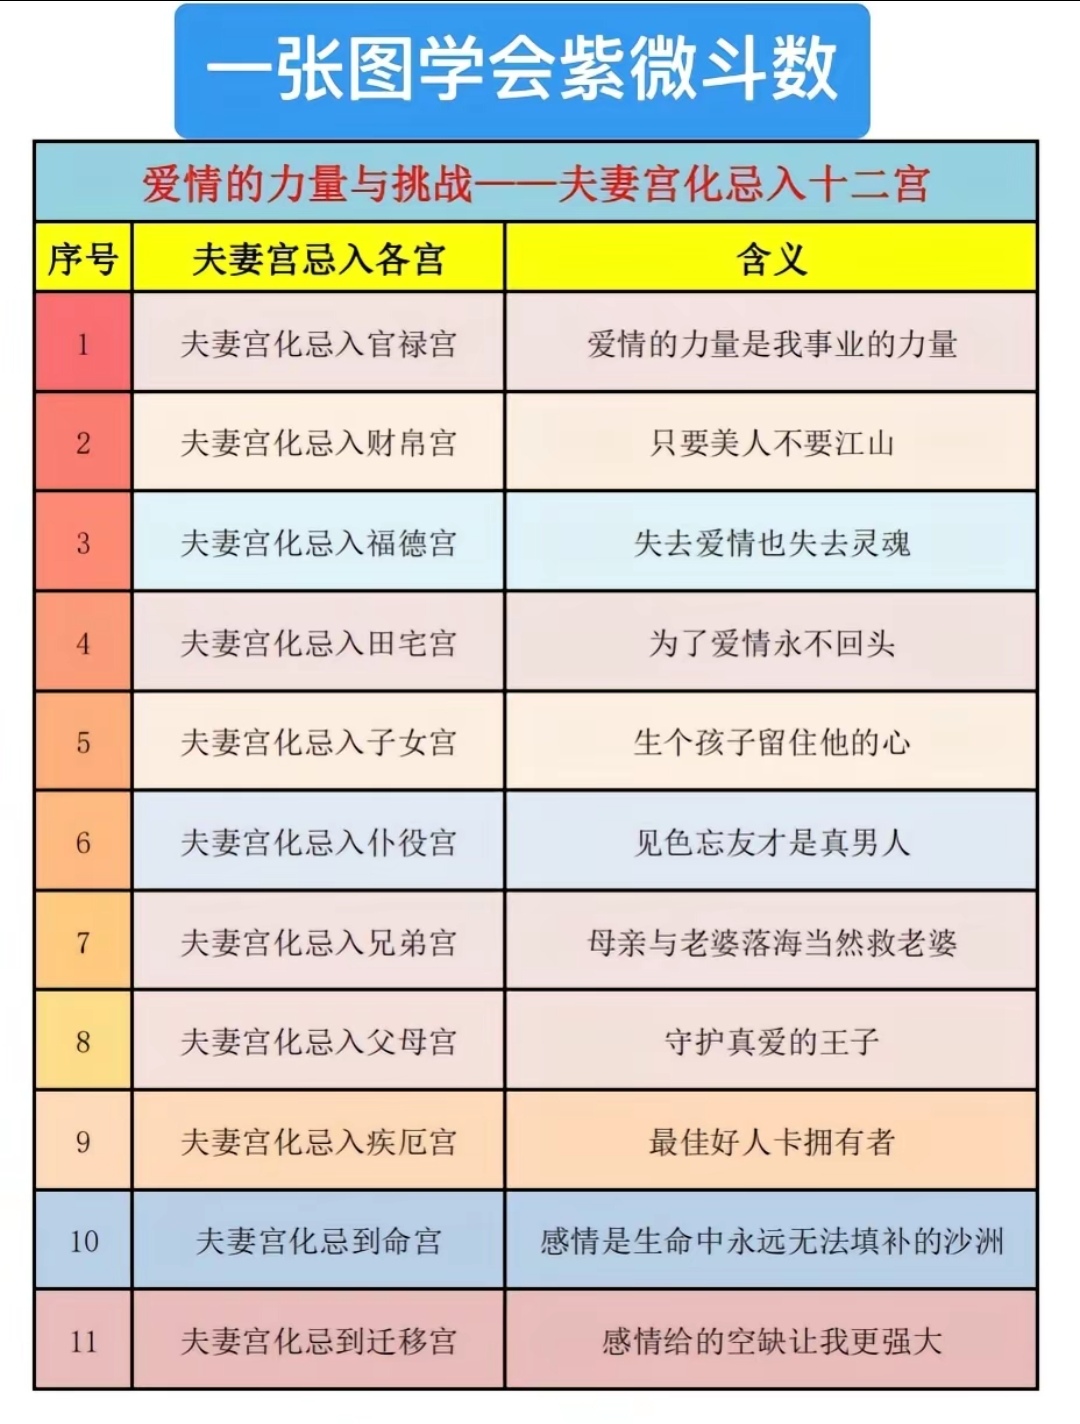 一张图学会紫微斗数
爱情的力量与挑战——夫妻宫化忌入十二宫
序号 夫妻宫忌入各宫 含义
1 夫妻宫化忌入官禄宫 爱情的力量是我事业的力量
2 夫妻宫化忌入财帛宫 只要美人不要江山
3 夫妻宫化忌入福德宫 失去爱情也失去灵魂
4 夫妻宫化忌入田宅宫 为了爱情永不回头
5 夫妻宫化忌入子女宫 生个孩子留住他的心
6 夫妻宫化忌入仆役宫 见色忘友才是真男人
7 夫妻宫化忌入兄弟宫 母亲与老婆落海当然救老婆
8 夫妻宫化忌入父母宫 守护真爱的王子
9 夫妻宫化忌入疾厄宫 最佳好人卡拥有者
10 夫妻宫化忌到命宫 感情是生命中永远无法填补的沙洲
11 夫妻宫化忌到迁移宫 感情给的空缺让我更强大